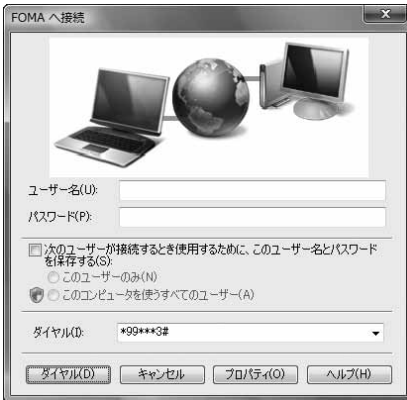 FOMA へ接続
ユーザー名(U):
パスワード(P):
次のユーザーが接続するとき使用するために、このユーザー名とパスワード
を保存する(S):
このユーザーのみ(N)
このコンピュータを使うすべてのユーザー(A)
ダイヤル(I): *99***3#
ダイヤル(D) キャンセル プロパティ(O) ヘルプ(H)